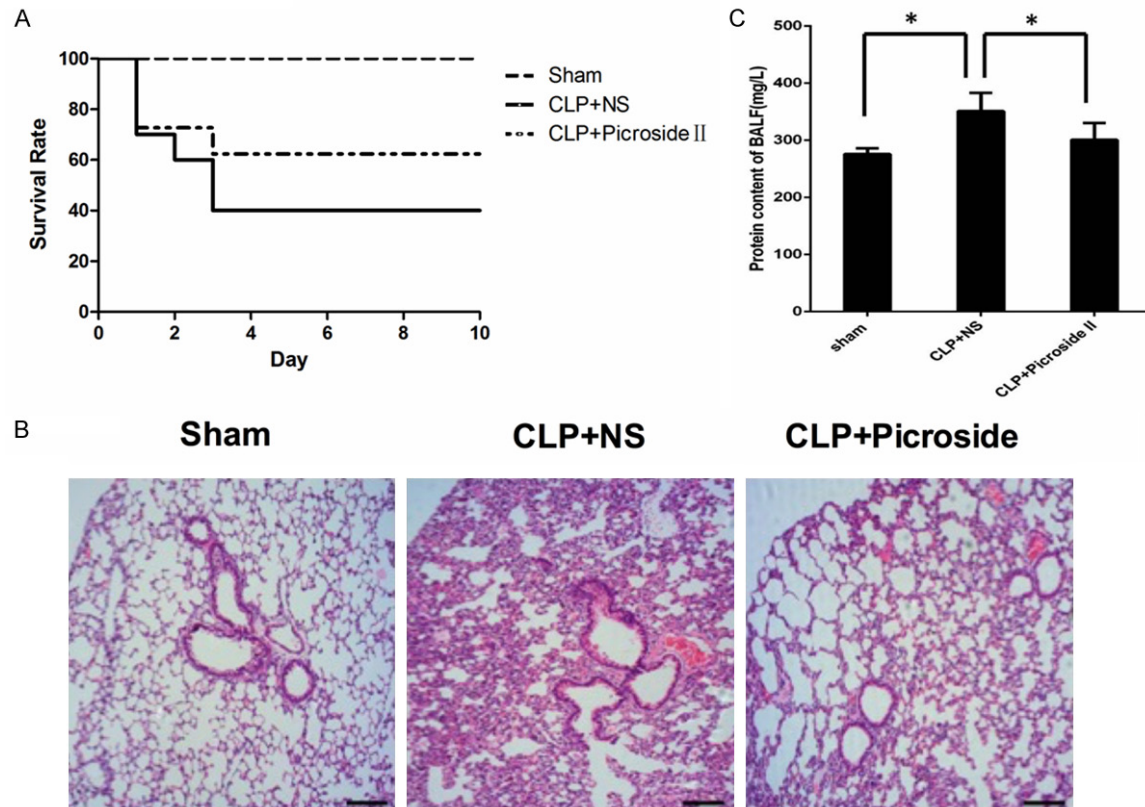 A
Survival Rate
100
80
60
40
20
0
0 2 4 6 8 10
Day
Sham
CLP+NS
CLP+Picroside II
C
* *
Protein content of BALF(mg/L)
500
400
300
200
100
0
sham
CLP+NS
CLP+Picroside II
B
Sham
CLP+NS
CLP+Picroside